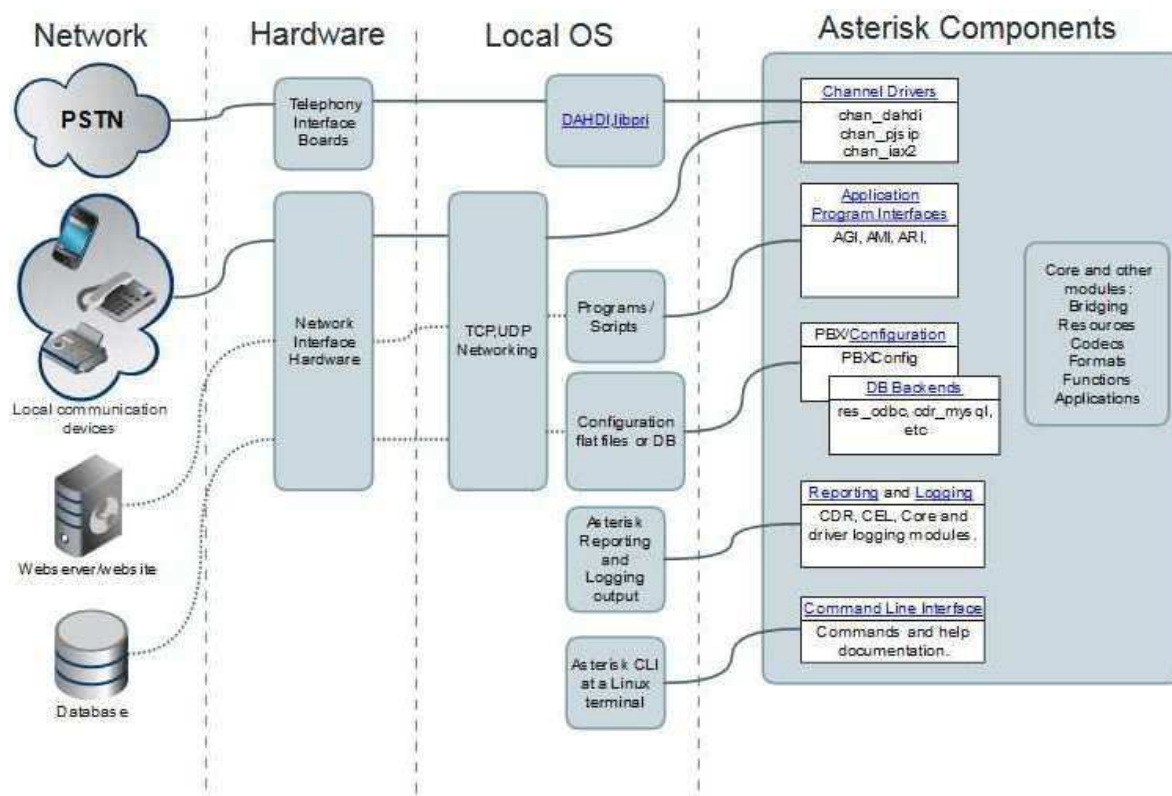 Network
Hardware
Local OS
Asterisk Components
PSTN
Telephony
Interface
Boards
DAHDI,libpri
Channel Drivers
chan_dahdi
chan_pjsip
chan_iax2
Local communication
devices
Network
Interface
Hardware
TCP,UDP
Networking
Programs/
Scripts
Application
Program Interfaces
AGI, AMI, ARI,
Configuration
flat files or DB
PBX/Configuration
PBXConfig
DB Backends
res_odbc, cdr_mysql,
etc
Core and other
modules:
Bridging
Resources
Codecs
Formats
Functions
Applications
Webserver/website
Asterisk
Reporting
and
Logging
output
Reporting and Logging
CDR, CEL, Core and
driver logging modules.
Database
Asterisk CLI
at a Linux
terminal
Command Line Interface
Commands and help
documentation.